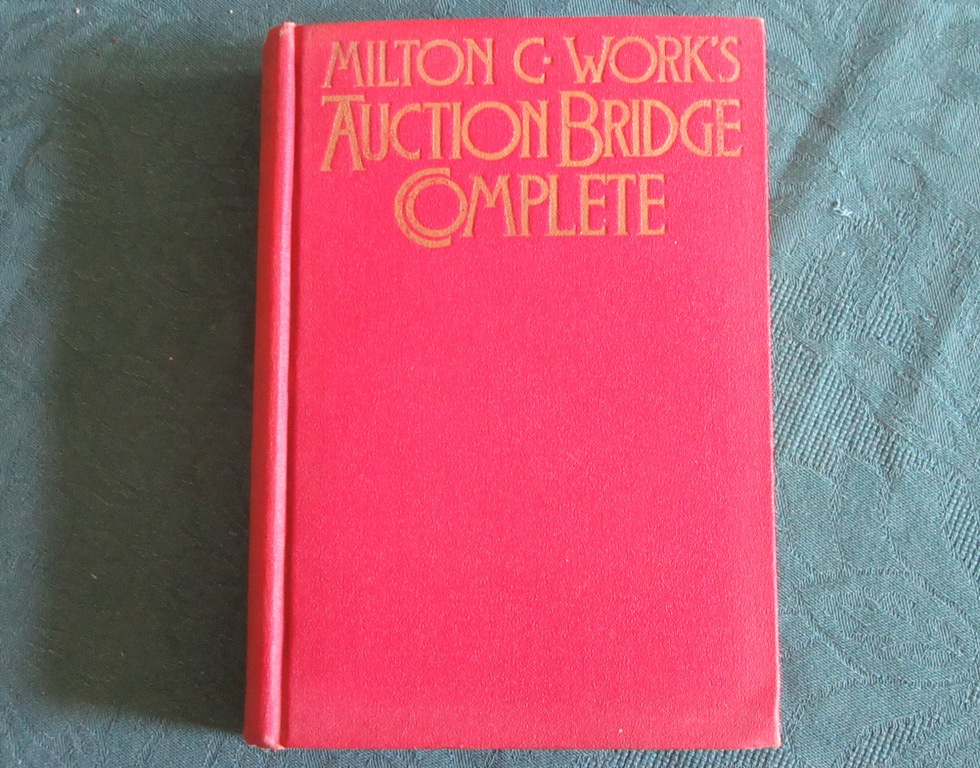 MILTON C. WORK'S
AUCTION BRIDGE
COMPLETE